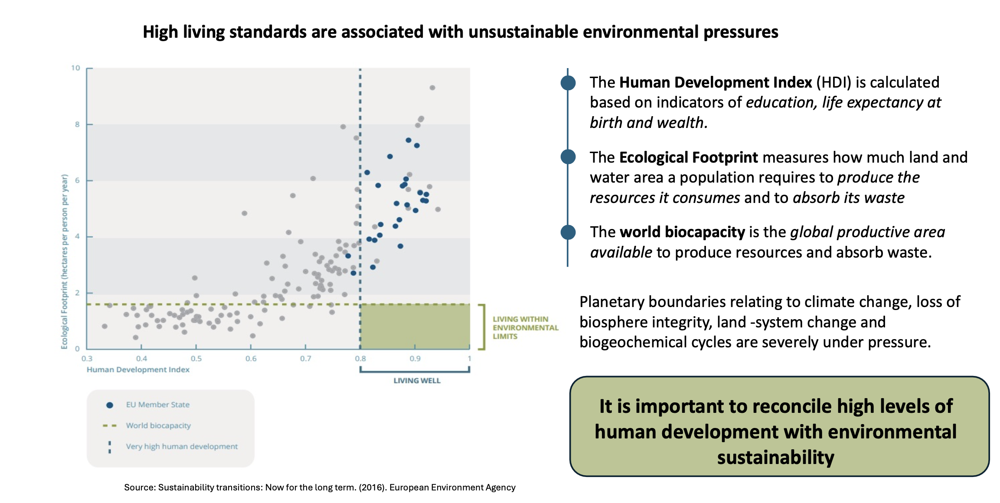 High living standards are associated with unsustainable environmental pressures
10
8
6
4
2
0
Ecological Footprint (hectares per person per year)
0.3 0.4 0.5 0.6 0.7 0.8 0.9 1
Human Development Index
LIVING WELL
LIVING WITHIN
ENVIRONMENTAL
LIMITS
EU Member State
World biocapacity
Very high human development
Source: Sustainability transitions: Now for the long term. (2016). European Environment Agency
The Human Development Index (HDI) is calculated
based on indicators of education, life expectancy at
birth and wealth.
The Ecological Footprint measures how much land and
water area a population requires to produce the
resources it consumes and to absorb its waste
The world biocapacity is the global productive area
available to produce resources and absorb waste.
Planetary boundaries relating to climate change, loss of
biosphere integrity, land -system change and
biogeochemical cycles are severely under pressure.
It is important to reconcile high levels of
human development with environmental
sustainability